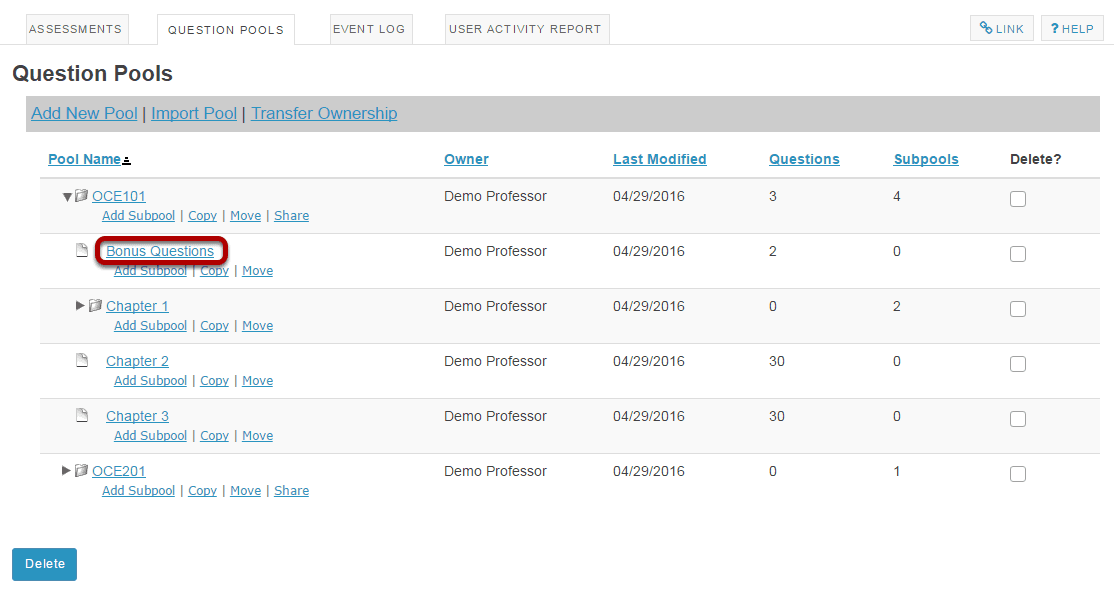 ASSESSMENTS QUESTION POOLS EVENT LOG USER ACTIVITY REPORT LINK ? HELP
Question Pools
Add New Pool | Import Pool | Transfer Ownership
Pool Name Owner Last Modified Questions Subpools Delete?
OCE101 Demo Professor 04/29/2016 3 4
Add Subpool | Copy | Move | Share
Bonus Questions Demo Professor 04/29/2016 2 0
Add Subpool | Copy | Move
Chapter 1 Demo Professor 04/29/2016 0 2
Add Subpool | Copy | Move
Chapter 2 Demo Professor 04/29/2016 30 0
Add Subpool | Copy | Move
Chapter 3 Demo Professor 04/29/2016 30 0
Add Subpool | Copy | Move
OCE201 Demo Professor 04/29/2016 0 1
Add Subpool | Copy | Move | Share
Delete